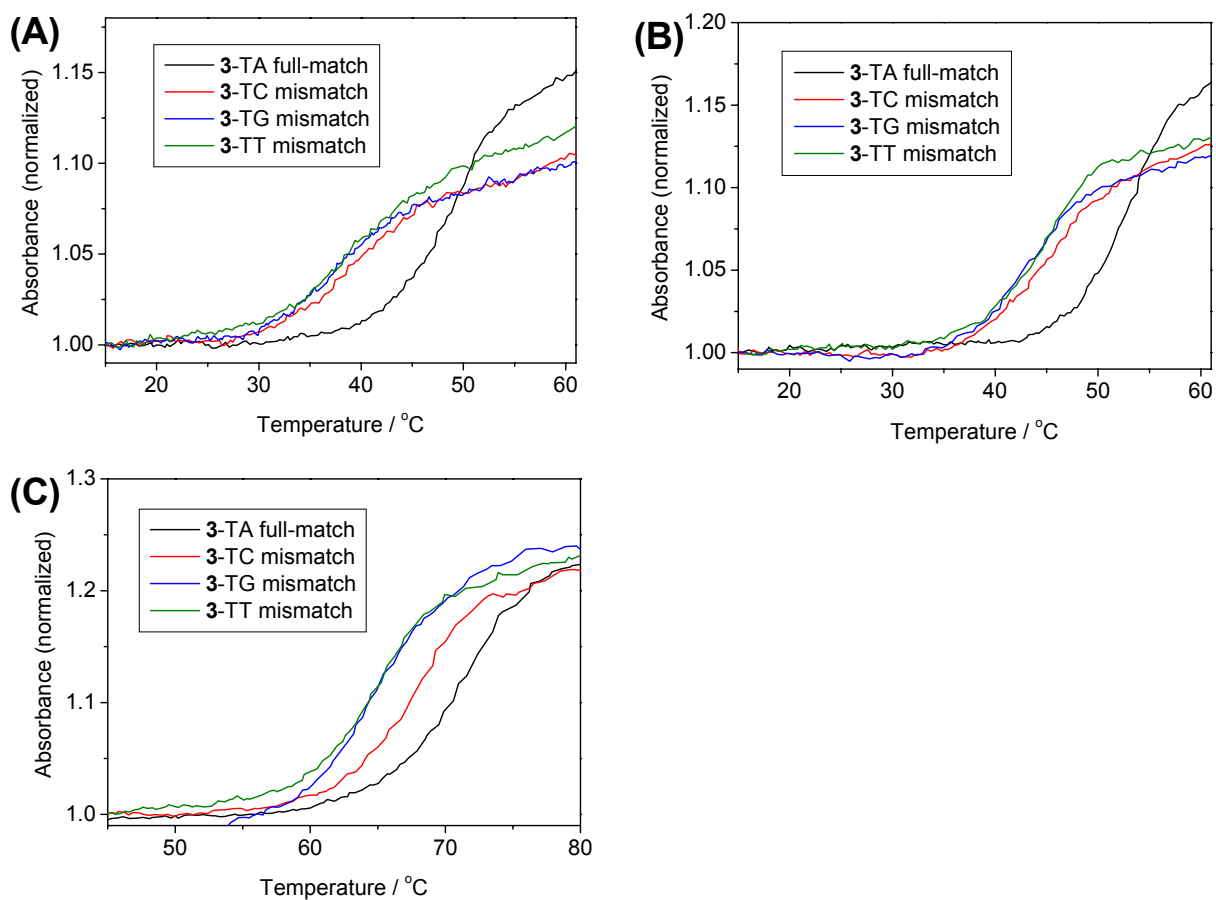 (A)
3-TA full-match
3-TC mismatch
3-TG mismatch
3-TT mismatch
Absorbance (normalized)
1.15
1.10
1.05
1.00
20 30 40 50 60
Temperature / °C
(B)
3-TA full-match
3-TC mismatch
3-TG mismatch
3-TT mismatch
Absorbance (normalized)
1.20
1.15
1.10
1.05
1.00
20 30 40 50 60
Temperature / °C
(C)
3-TA full-match
3-TC mismatch
3-TG mismatch
3-TT mismatch
Absorbance (normalized)
1.3
1.2
1.1
1.0
50 60 70 80
Temperature / °C